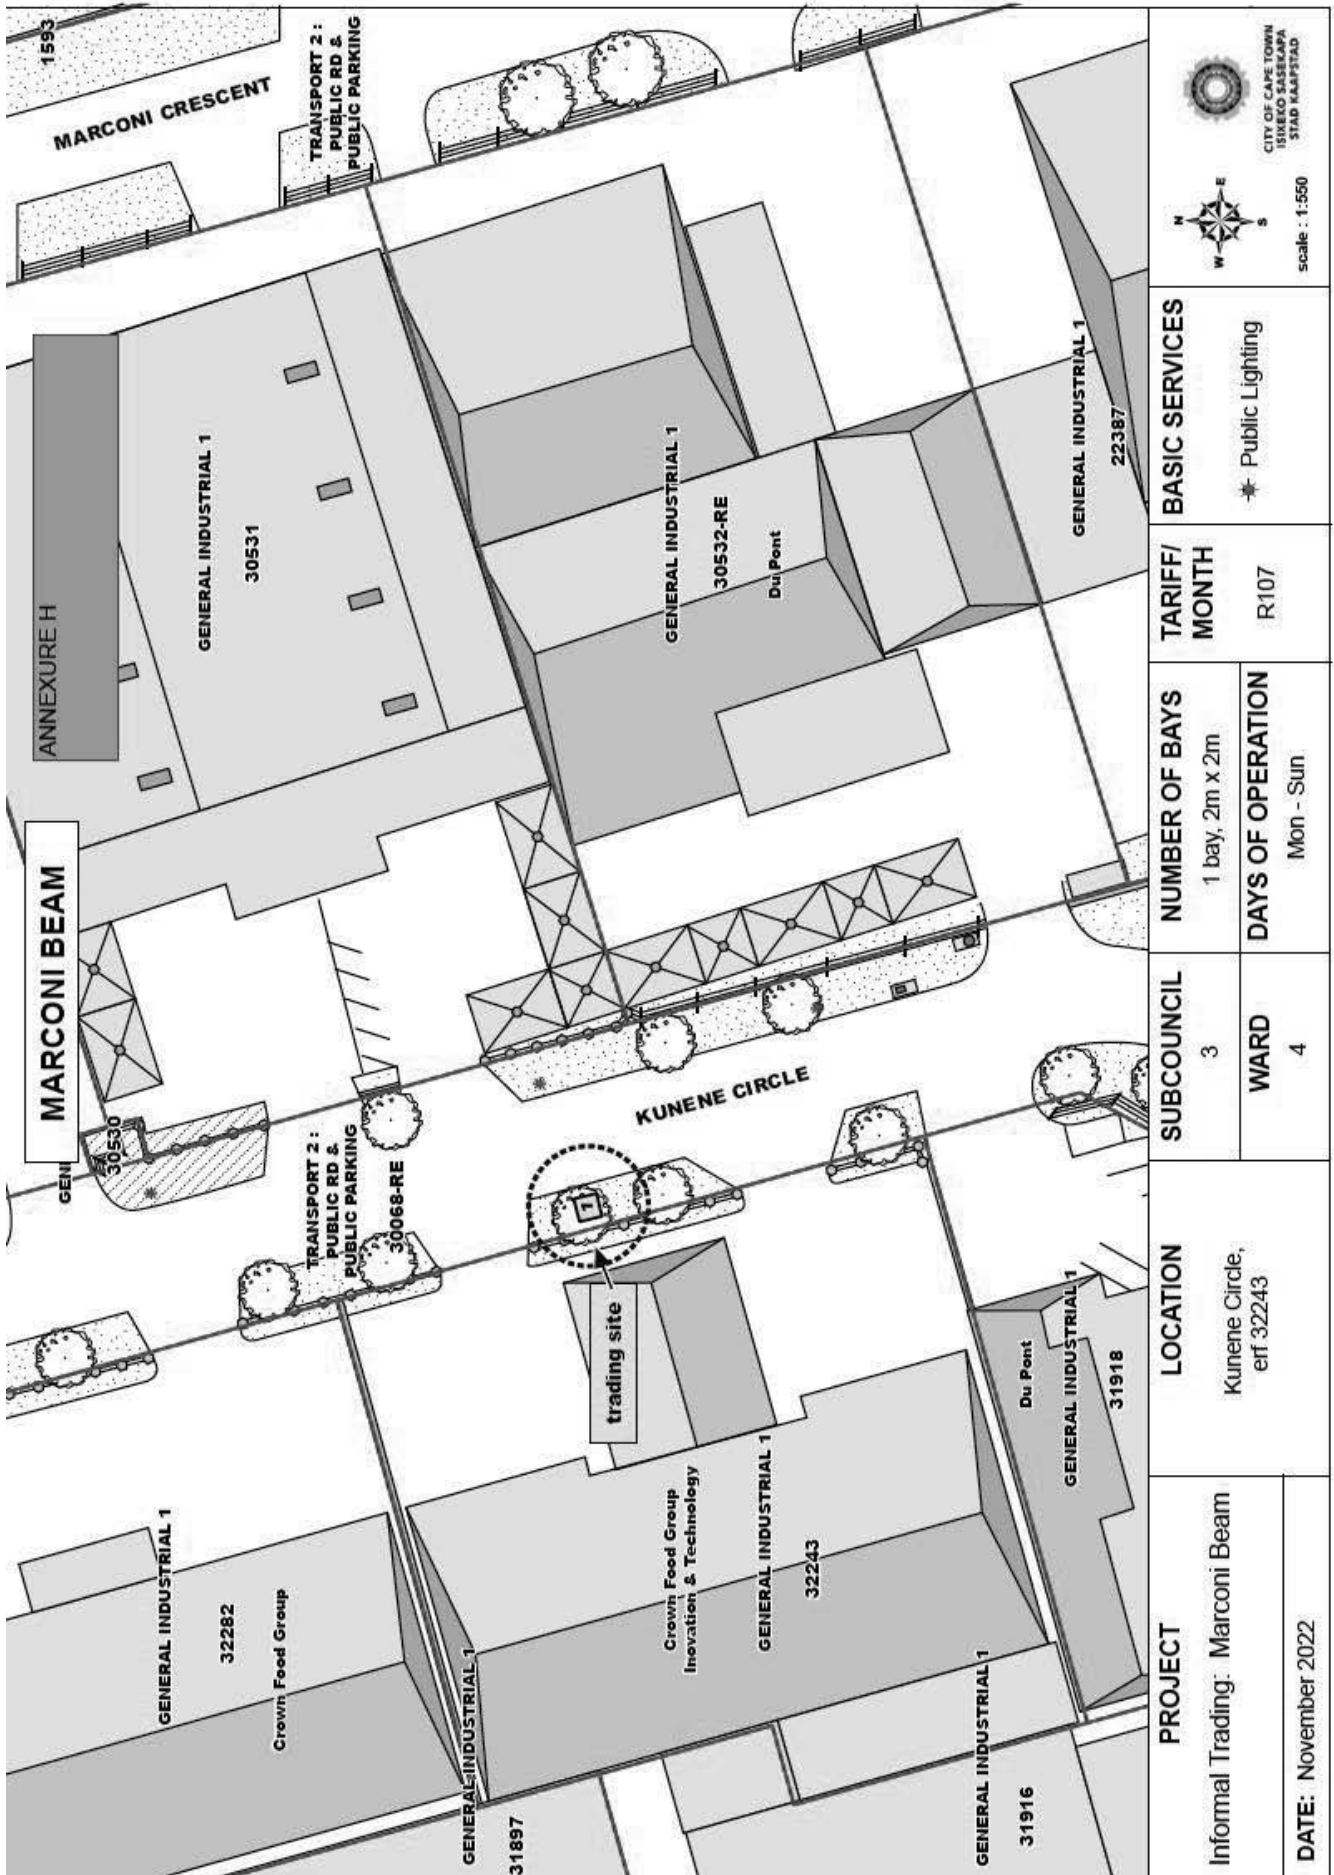 ANNEXURE H
MARCONI BEAM
1593
MARCONI CRESCENT
TRANSPORT 2 :
PUBLIC RD &
PUBLIC PARKING
GENERAL INDUSTRIAL 1
30531
GENERAL INDUSTRIAL 1
30532-RE
Du Pont
GENERAL INDUSTRIAL 1
22387
GEN
30530
TRANSPORT 2 :
PUBLIC RD &
PUBLIC PARKING
30068-RE
KUNENE CIRCLE
1
trading site
GENERAL INDUSTRIAL 1
32282
Crown Food Group
Crown Food Group
Inovation & Technology
GENERAL INDUSTRIAL 1
32243
Du Pont
GENERAL INDUSTRIAL 1
31918
GENERAL INDUSTRIAL 1
31897
GENERAL INDUSTRIAL 1
31916
PROJECT
Informal Trading: Marconi Beam
DATE: November 2022
LOCATION
Kunene Circle,
erf 32243
SUBCOUNCIL
3
WARD
4
NUMBER OF BAYS
1 bay, 2m x 2m
DAYS OF OPERATION
Mon - Sun
TARIFF/
MONTH
R107
BASIC SERVICES
Public Lighting
N
W E
S
scale : 1:550
CITY OF CAPE TOWN
ISIXEKO SASEKAPA
STAD KAAPSTAD